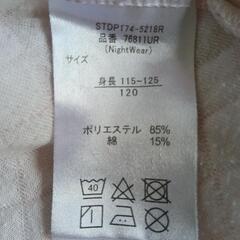 STDP174-5218R
品番 76811UR
(NightWear)
サイズ
身長 115~125
120
ポリエステル 85%
綿 15%
40